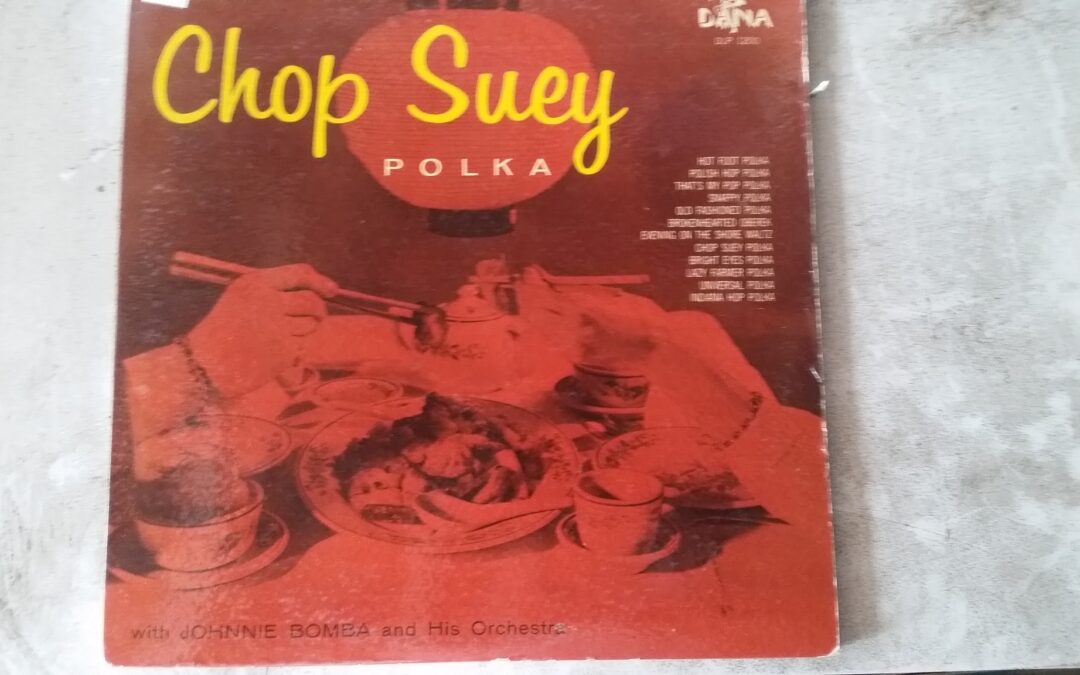 DANA
Chop Suey
POLKA
HOT FOOT POLKA
POLISH HOP POLKA
THAT'S MY POP POLKA
SNAPPY POLKA
OLD FASHIONED POLKA
BROKENHEARTED OBEREK
EVENING ON THE SHORE WALTZ
CHOP SUEY POLKA
BRIGHT EYES POLKA
LAZY FARMER POLKA
UNIVERSAL POLKA
INDIANA HOP POLKA
with JOHNNIE BOMBA and His Orchestra